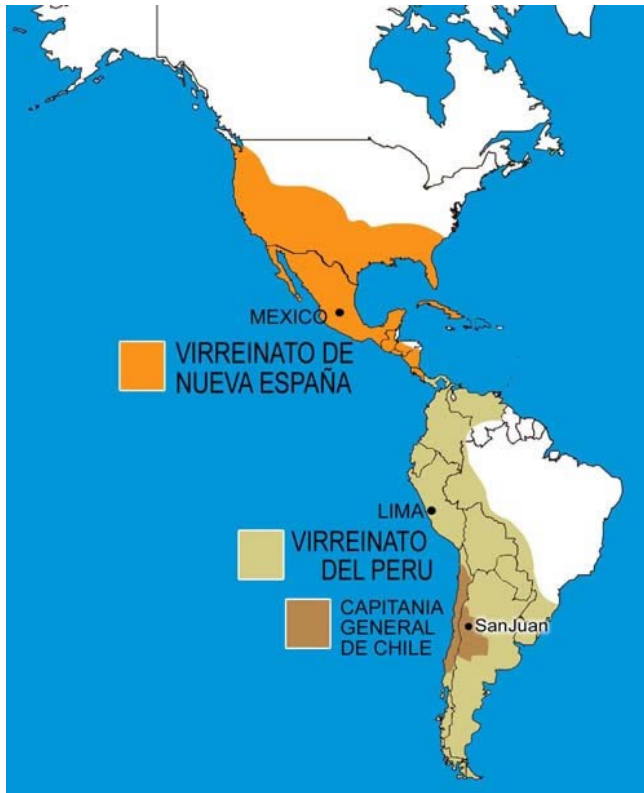 MEXICO
VIRREINATO DE
NUEVA ESPAÑA
LIMA
VIRREINATO
DEL PERU
CAPITANIA
GENERAL
DE CHILE
SanJuan